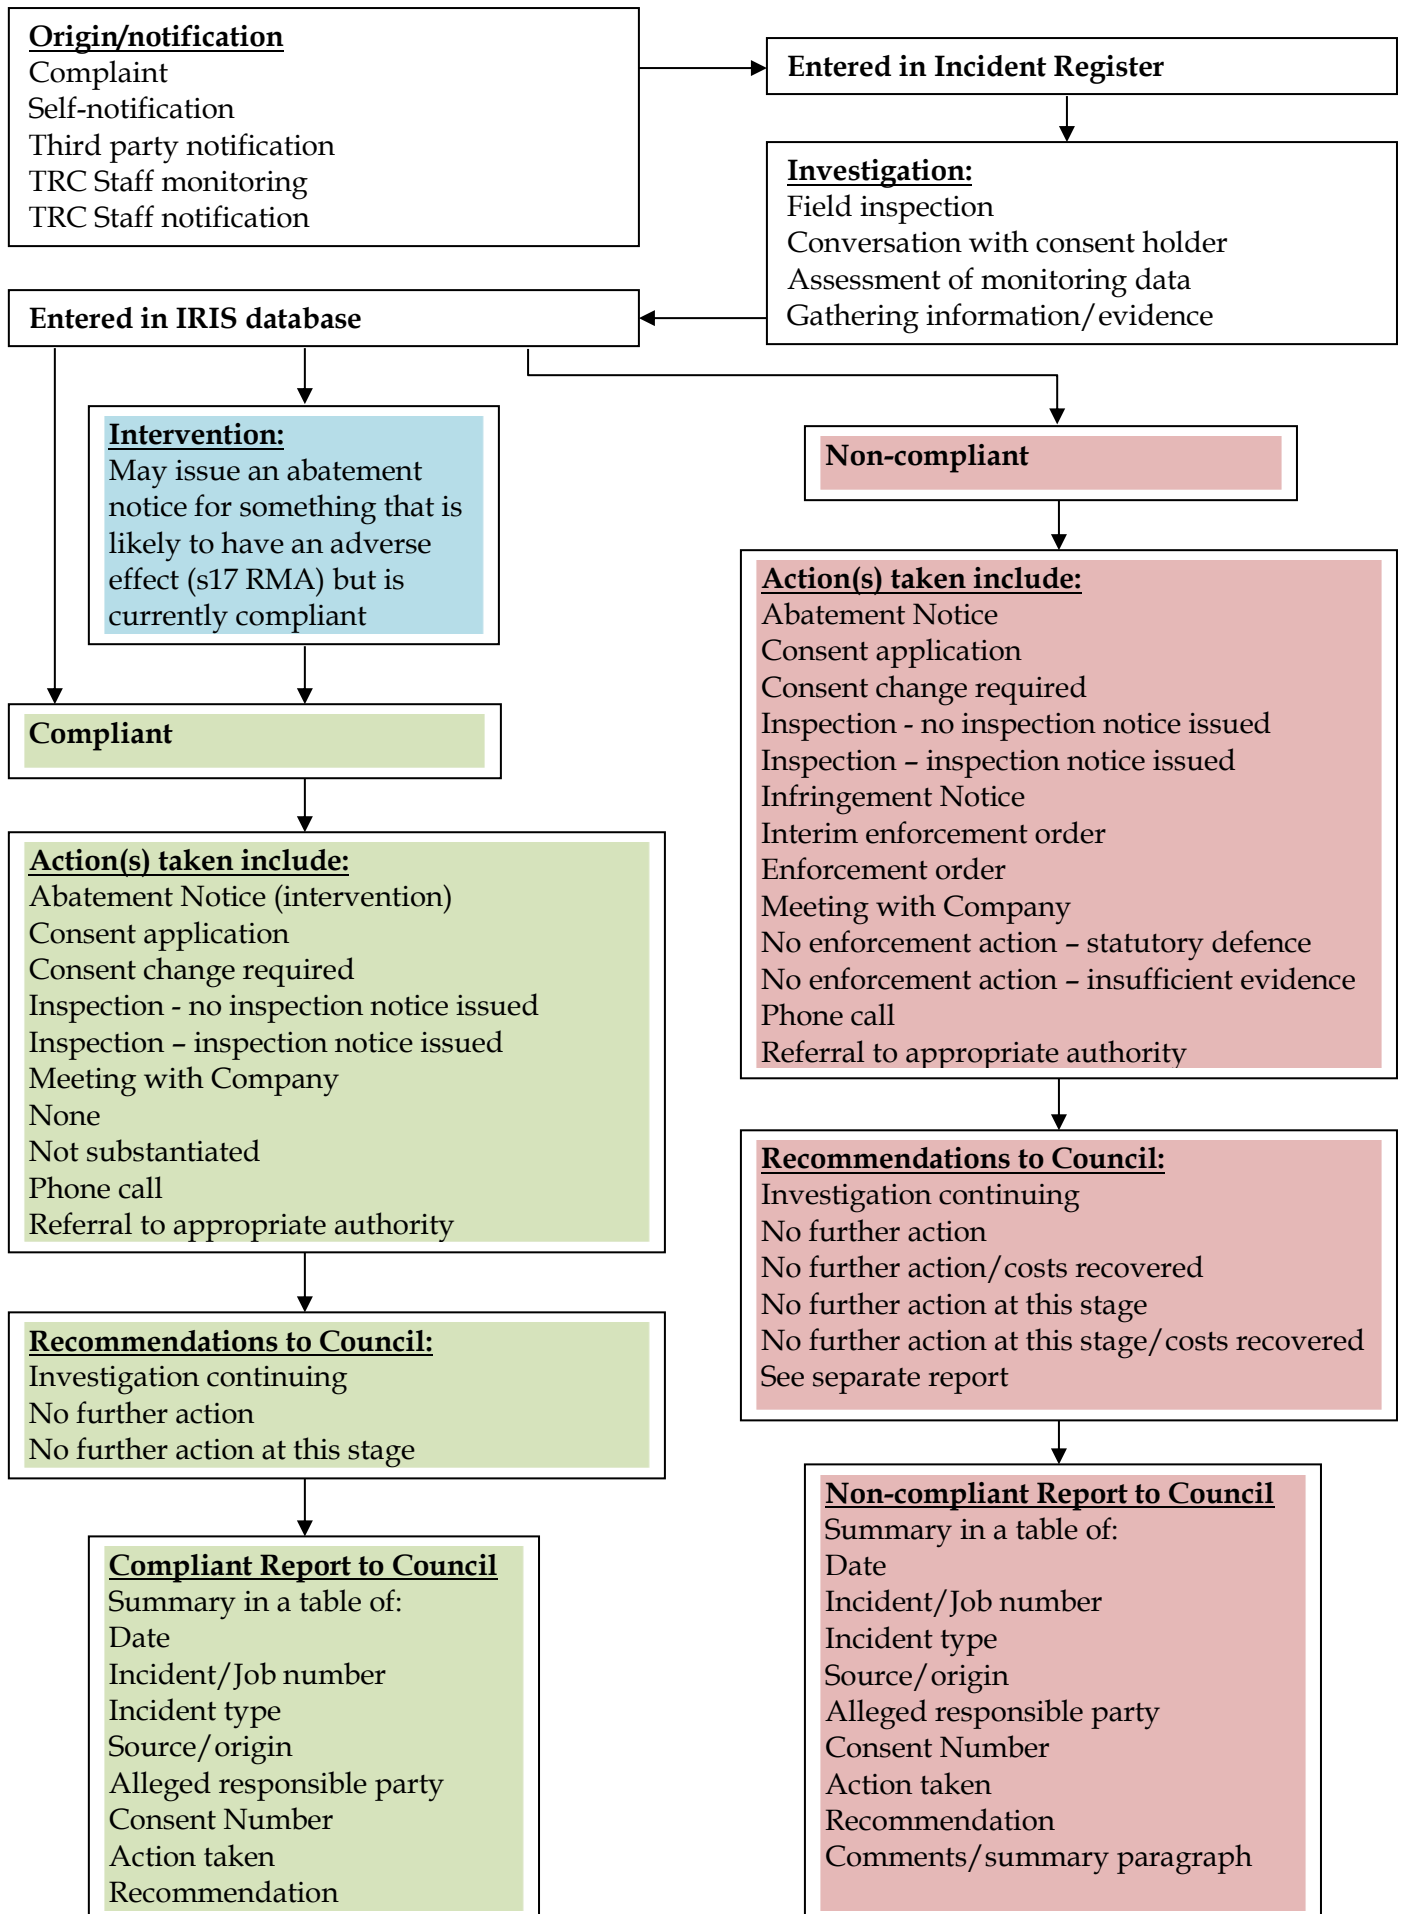 Origin/notification
Complaint
Self-notification
Third party notification
TRC Staff monitoring
TRC Staff notification
Entered in Incident Register
Investigation:
Field inspection
Conversation with consent holder
Assessment of monitoring data
Gathering information/evidence
Entered in IRIS database
Intervention:
May issue an abatement
notice for something that is
likely to have an adverse
effect (s17 RMA) but is
currently compliant
Compliant
Action(s) taken include:
Abatement Notice (intervention)
Consent application
Consent change required
Inspection - no inspection notice issued
Inspection – inspection notice issued
Meeting with Company
None
Not substantiated
Phone call
Referral to appropriate authority
Recommendations to Council:
Investigation continuing
No further action
No further action at this stage
Compliant Report to Council
Summary in a table of:
Date
Incident/Job number
Incident type
Source/origin
Alleged responsible party
Consent Number
Action taken
Recommendation
Non-compliant
Action(s) taken include:
Abatement Notice
Consent application
Consent change required
Inspection - no inspection notice issued
Inspection – inspection notice issued
Infringement Notice
Interim enforcement order
Enforcement order
Meeting with Company
No enforcement action – statutory defence
No enforcement action – insufficient evidence
Phone call
Referral to appropriate authority
Recommendations to Council:
Investigation continuing
No further action
No further action/costs recovered
No further action at this stage
No further action at this stage/costs recovered
See separate report
Non-compliant Report to Council
Summary in a table of:
Date
Incident/Job number
Incident type
Source/origin
Alleged responsible party
Consent Number
Action taken
Recommendation
Comments/summary paragraph